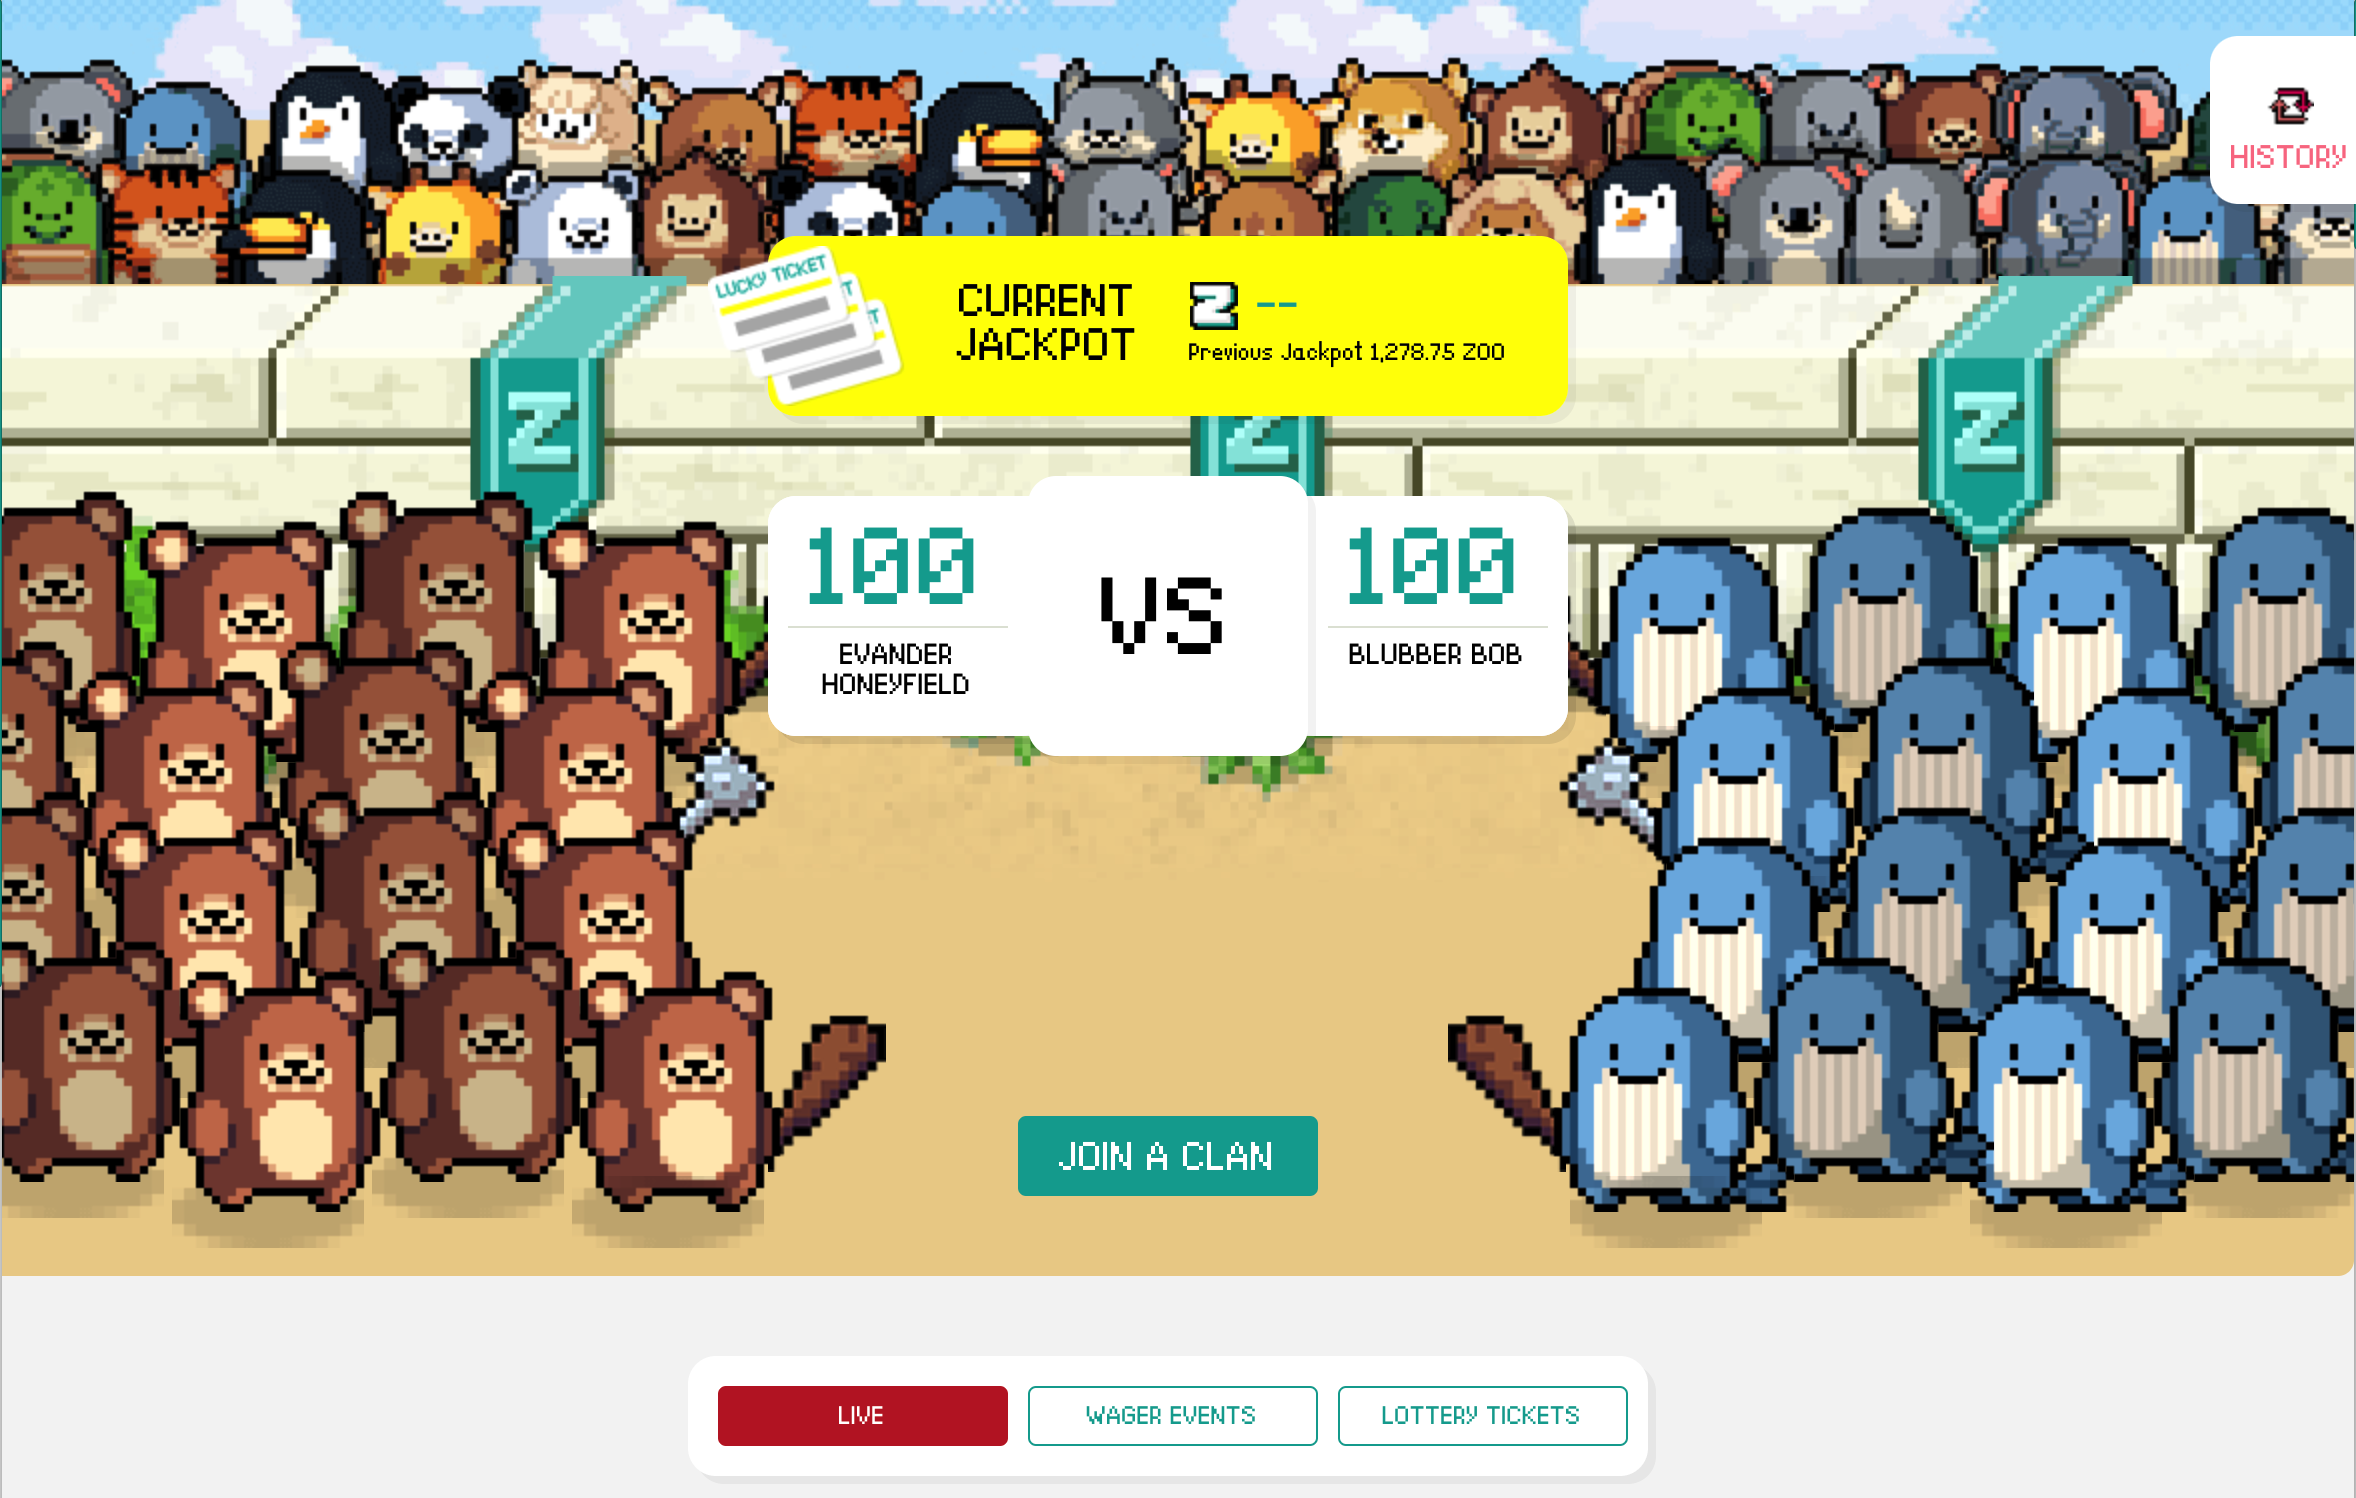 HISTORY
LUCKY TICKET
T
T
CURRENT
JACKPOT
Z --
Previous Jackpot 1,278.75 ZOO
Z
Z
Z
100
VS
100
EVANDER
HONEYFIELD
BLUBBER BOB
JOIN A CLAN
LIVE
WAGER EVENTS
LOTTERY TICKETS